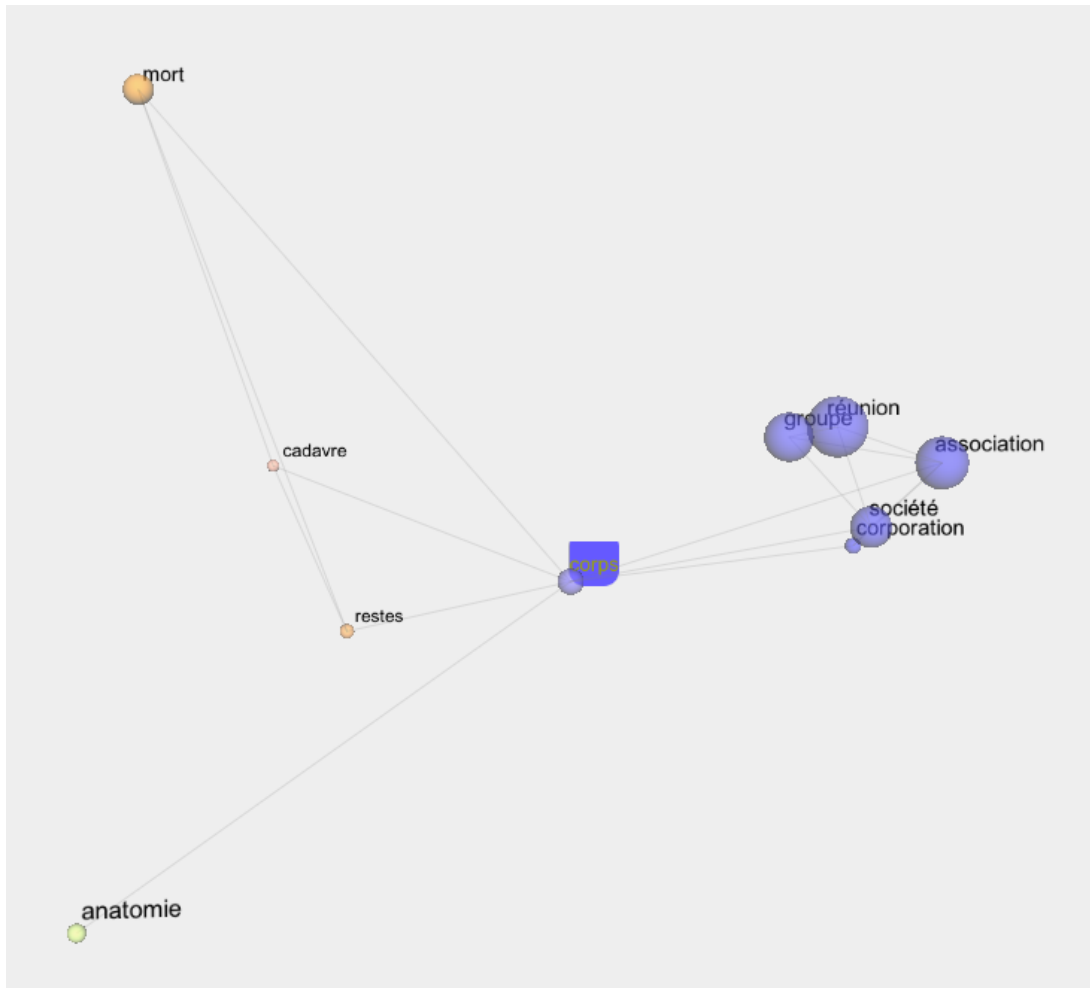 mort
réunion
groupe
association
cadavre
société
corporation
corps
restes
anatomie